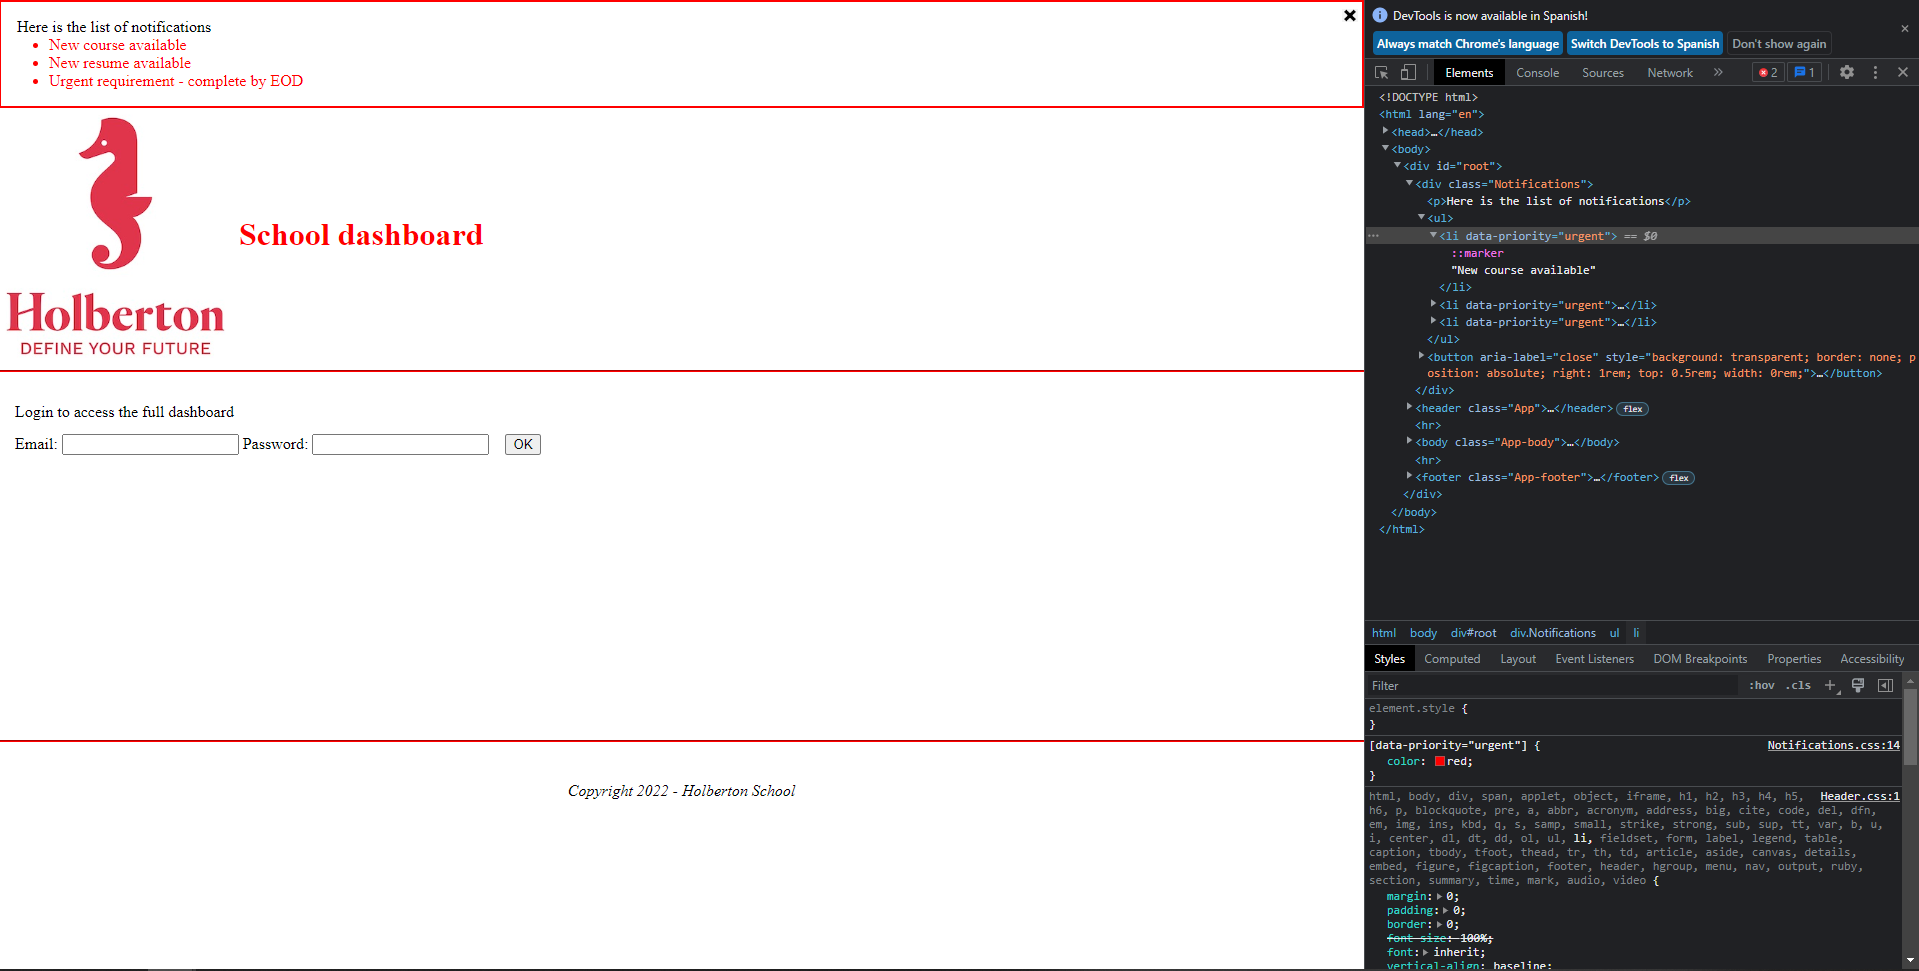 Here is the list of notifications
New course available
New resume available
Urgent requirement - complete by EOD
School dashboard
Holberton
DEFINE YOUR FUTURE
Login to access the full dashboard
Email: Password: OK
Copyright 2022 - Holberton School
DevTools is now available in Spanish!
Always match Chrome's language Switch DevTools to Spanish Don't show again
Elements Console Sources Network » 2 1
<!DOCTYPE html>
<html lang="en">
<head>…</head>
<body>
<div id="root">
<div class="Notifications">
<p>Here is the list of notifications</p>
<ul>
<li data-priority="urgent"> == $0
::marker
"New course available"
</li>
<li data-priority="urgent">…</li>
<li data-priority="urgent">…</li>
</ul>
<button aria-label="close" style="background: transparent; border: none; p
osition: absolute; right: 1rem; top: 0.5rem; width: 0rem;">…</button>
</div>
<header class="App">…</header> flex
<hr>
<body class="App-body">…</body>
<hr>
<footer class="App-footer">…</footer> flex
</div>
</body>
</html>
html body div#root div.Notifications ul li
Styles Computed Layout Event Listeners DOM Breakpoints Properties Accessibility
Filter :hov .cls +
element.style {
}
[data-priority="urgent"] { Notifications.css:14
color: red;
}
html, body, div, span, applet, object, iframe, h1, h2, h3, h4, h5, Header.css:1
h6, p, blockquote, pre, a, abbr, acronym, address, big, cite, code, del, dfn,
em, img, ins, kbd, q, s, samp, small, strike, strong, sub, sup, tt, var, b, u,
i, center, dl, dt, dd, ol, ul, li, fieldset, form, label, legend, table,
caption, tbody, tfoot, thead, tr, th, td, article, aside, canvas, details,
embed, figure, figcaption, footer, header, hgroup, menu, nav, output, ruby,
section, summary, time, mark, audio, video {
margin: 0;
padding: 0;
border: 0;
font-size: 100%;
font: inherit;
vertical-align: baseline;